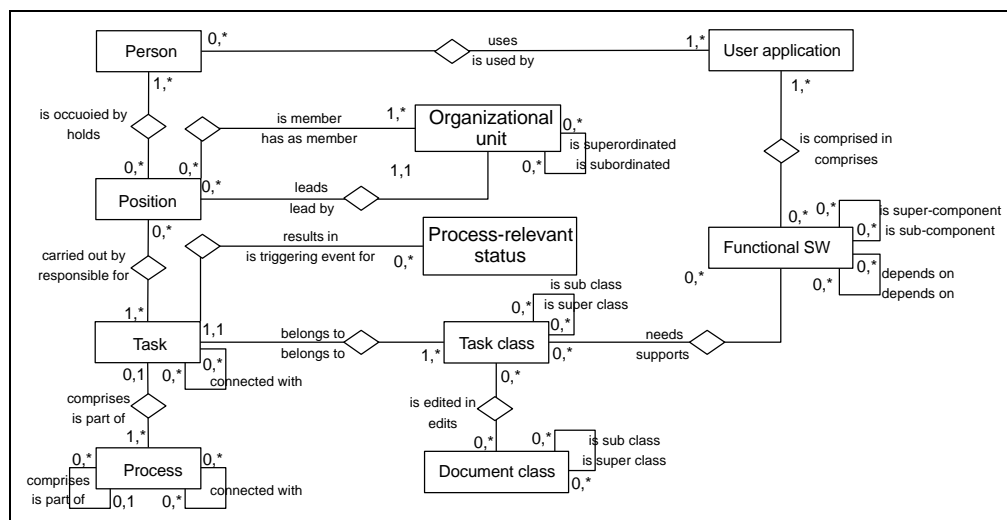 Person
0,*
uses
is used by
1,*
User application
1,*
1,*
is occuoied by
holds
is member
has as member
1,*
Organizational
unit
0,*
is superordinated
is subordinated
0,*
is comprised in
comprises
0,*
0,*
0,*
Position
leads
lead by
1,1
0,*
0,*
is super-component
0,*
is sub-component
Functional SW
0,*
carried out by
responsible for
results in
is triggering event for
0,*
Process-relevant
status
0,*
0,*
depends on
0,*
depends on
is sub class
0,*
is super class
1,*
1,1
Task
belongs to
belongs to
1,*
Task class
0,*
0,*
needs
supports
0,1
0,*
0,*
connected with
0,*
comprises
is part of
is edited in
edits
1,*
0,*
0,*
is sub class
is super class
0,*
Document class
0,*
Process
0,*
comprises
is part of
0,1
0,*
connected with